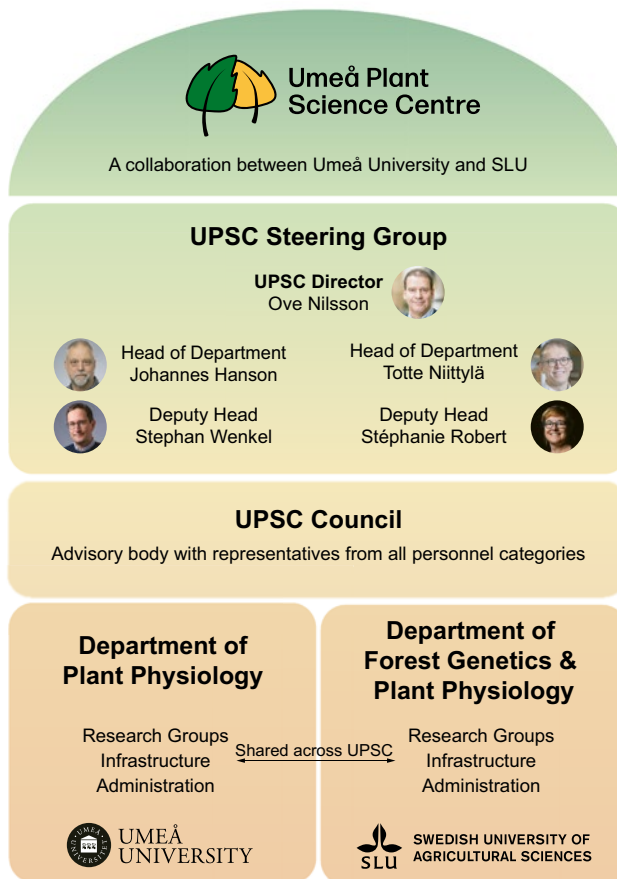 Umeå Plant
Science Centre
A collaboration between Umeå University and SLU
UPSC Steering Group
UPSC Director
Ove Nilsson
Head of Department
Johannes Hanson
Head of Department
Totte Niittylä
Deputy Head
Stephan Wenkel
Deputy Head
Stéphanie Robert
UPSC Council
Advisory body with representatives from all personnel categories
Department of
Plant Physiology
Research Groups
Infrastructure
Administration
Shared across UPSC
Department of
Forest Genetics &
Plant Physiology
Research Groups
Infrastructure
Administration
UMEÅ
UNIVERSITET
UMEÅ
UNIVERSITY
SLU
SWEDISH UNIVERSITY OF
AGRICULTURAL SCIENCES